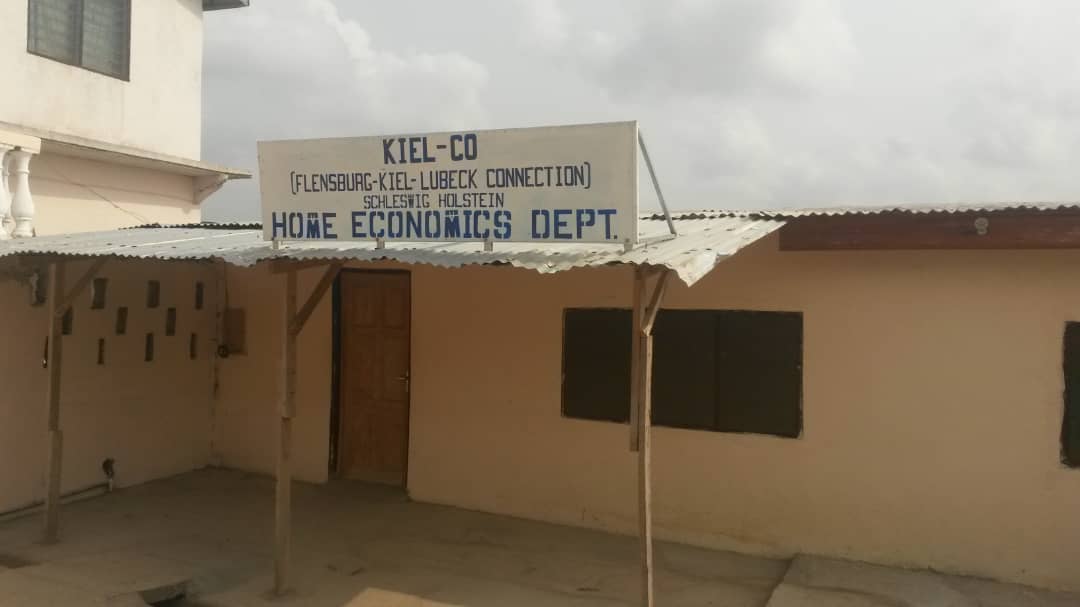 KIEL-CO
(FLENSBURG-KIEL-LUBECK CONNECTION)
SCHLESWIG HOLSTEIN
HOME ECONOMICS DEPT.